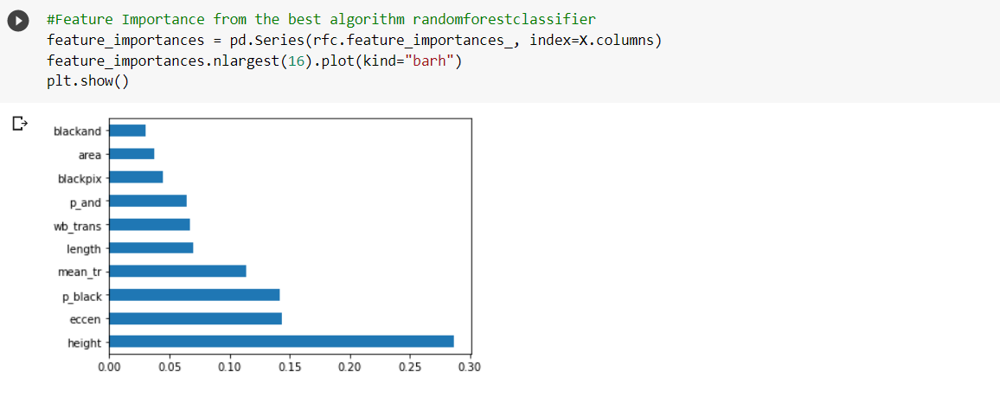 #Feature Importance from the best algorithm randomforestclassifier
feature_importances = pd.Series(rfc.feature_importances_, index=X.columns)
feature_importances.nlargest(16).plot(kind="barh")
plt.show()
blackand
area
blackpix
p_and
wb_trans
length
mean_tr
p_black
eccen
height
0.00 0.05 0.10 0.15 0.20 0.25 0.30